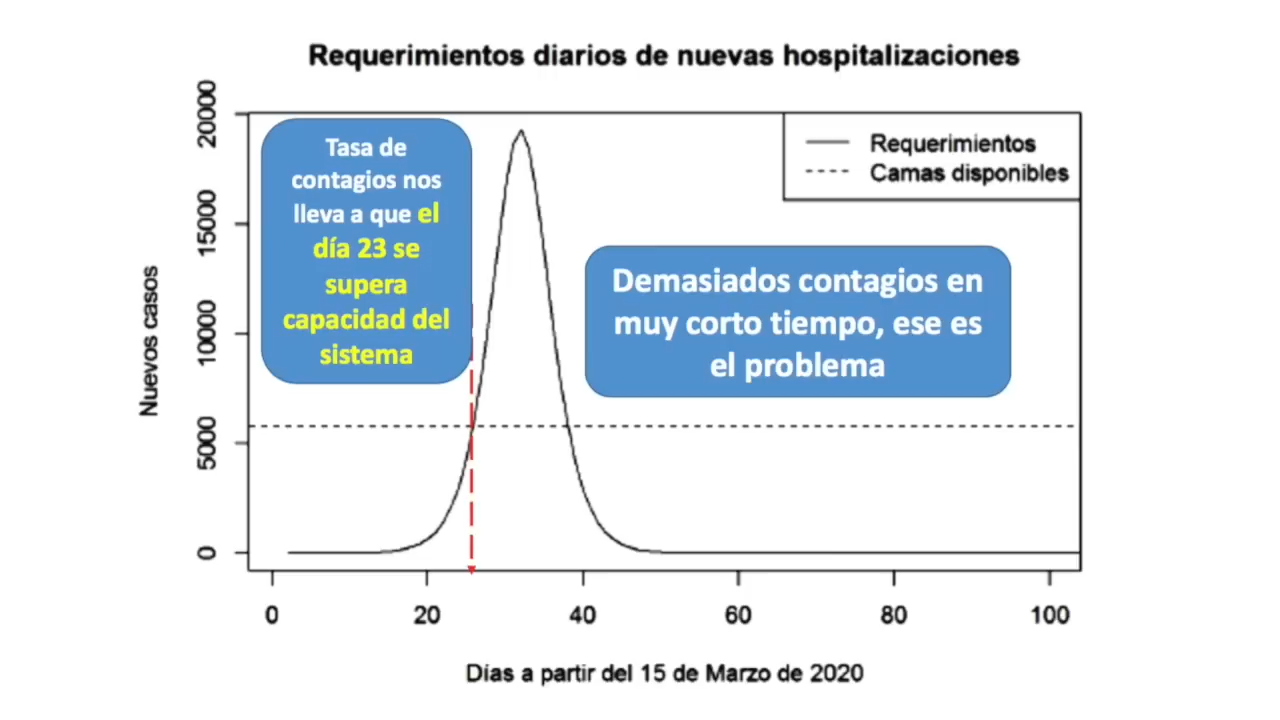 Requerimientos diarios de nuevas hospitalizaciones
20000
15000
10000
5000
0
Nuevos casos
Tasa de
contagios nos
lleva a que el
día 23 se
supera
capacidad del
sistema
Requerimientos
Camas disponibles
Demasiados contagios en
muy corto tiempo, ese es
el problema
0 20 40 60 80 100
Días a partir del 15 de Marzo de 2020